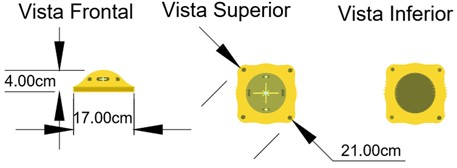 Vista Frontal
Vista Superior
Vista Inferior
4.00cm
17.00cm
21.00cm